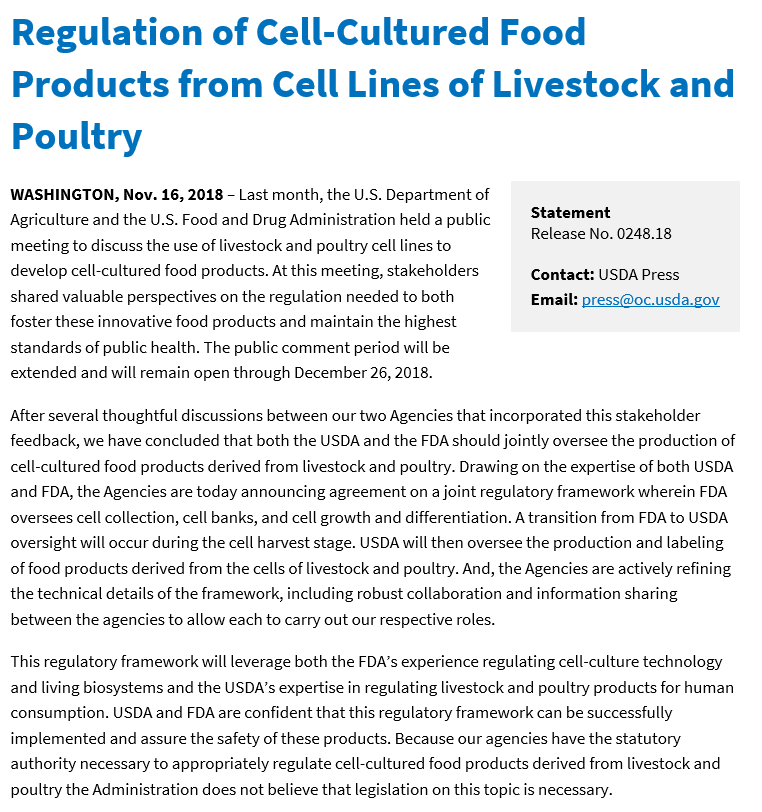 Regulation of Cell-Cultured Food
Products from Cell Lines of Livestock and
Poultry
WASHINGTON, Nov. 16, 2018 – Last month, the U.S. Department of
Agriculture and the U.S. Food and Drug Administration held a public
meeting to discuss the use of livestock and poultry cell lines to
develop cell-cultured food products. At this meeting, stakeholders
shared valuable perspectives on the regulation needed to both
foster these innovative food products and maintain the highest
standards of public health. The public comment period will be
extended and will remain open through December 26, 2018.
Statement
Release No. 0248.18
Contact: USDA Press
Email: press@oc.usda.gov
After several thoughtful discussions between our two Agencies that incorporated this stakeholder
feedback, we have concluded that both the USDA and the FDA should jointly oversee the production of
cell-cultured food products derived from livestock and poultry. Drawing on the expertise of both USDA
and FDA, the Agencies are today announcing agreement on a joint regulatory framework wherein FDA
oversees cell collection, cell banks, and cell growth and differentiation. A transition from FDA to USDA
oversight will occur during the cell harvest stage. USDA will then oversee the production and labeling
of food products derived from the cells of livestock and poultry. And, the Agencies are actively refining
the technical details of the framework, including robust collaboration and information sharing
between the agencies to allow each to carry out our respective roles.
This regulatory framework will leverage both the FDA’s experience regulating cell-culture technology
and living biosystems and the USDA’s expertise in regulating livestock and poultry products for human
consumption. USDA and FDA are confident that this regulatory framework can be successfully
implemented and assure the safety of these products. Because our agencies have the statutory
authority necessary to appropriately regulate cell-cultured food products derived from livestock and
poultry the Administration does not believe that legislation on this topic is necessary.